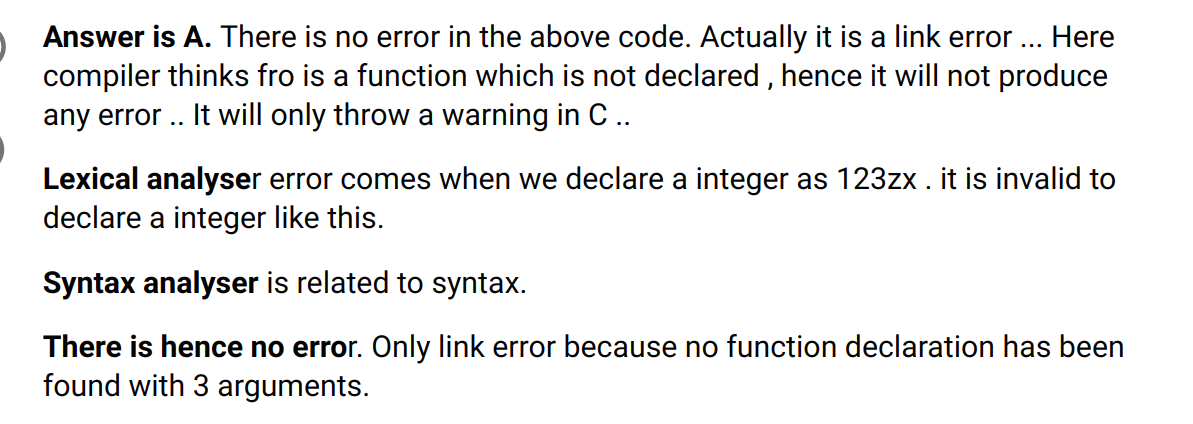 Answer is A. There is no error in the above code. Actually it is a link error ... Here
compiler thinks fro is a function which is not declared , hence it will not produce
any error .. It will only throw a warning in C ..
Lexical analyser error comes when we declare a integer as 123zx . it is invalid to
declare a integer like this.
Syntax analyser is related to syntax.
There is hence no error. Only link error because no function declaration has been
found with 3 arguments.